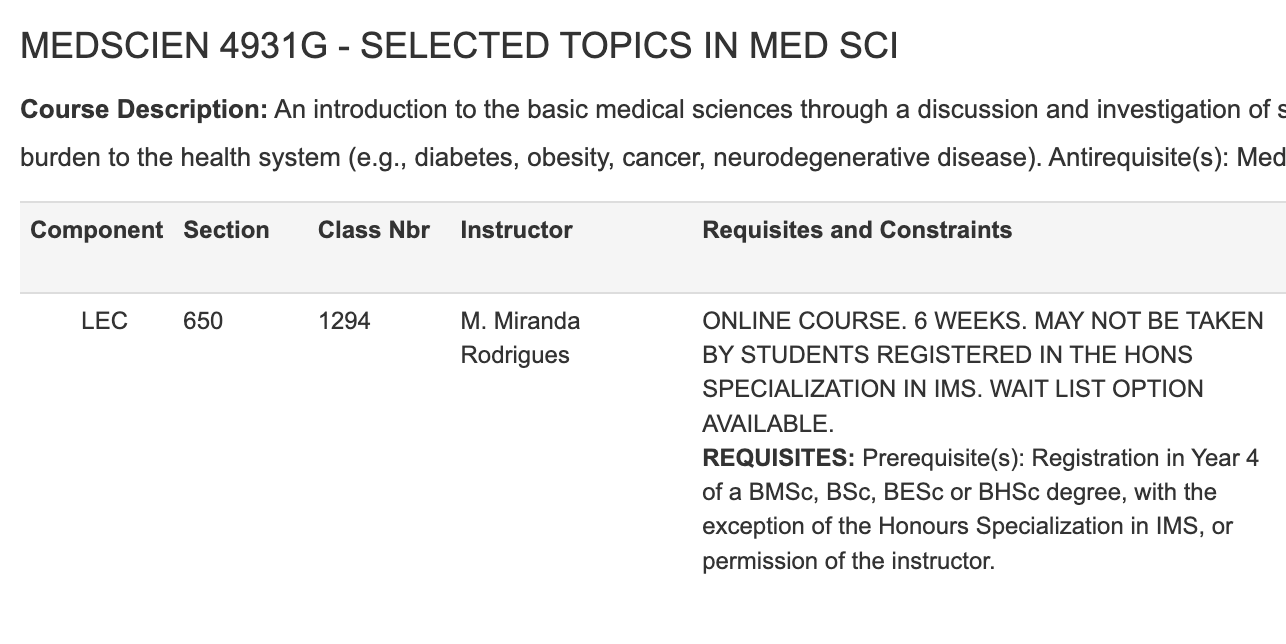 MEDSCIEN 4931G - SELECTED TOPICS IN MED SCI
Course Description: An introduction to the basic medical sciences through a discussion and investigation of
burden to the health system (e.g., diabetes, obesity, cancer, neurodegenerative disease). Antirequisite(s): Med
Component Section Class Nbr Instructor Requisites and Constraints
LEC 650 1294 M. Miranda Rodrigues
ONLINE COURSE. 6 WEEKS. MAY NOT BE TAKEN
BY STUDENTS REGISTERED IN THE HONS
SPECIALIZATION IN IMS. WAIT LIST OPTION
AVAILABLE.
REQUISITES: Prerequisite(s): Registration in Year 4
of a BMSc, BSc, BESc or BHSc degree, with the
exception of the Honours Specialization in IMS, or
permission of the instructor.